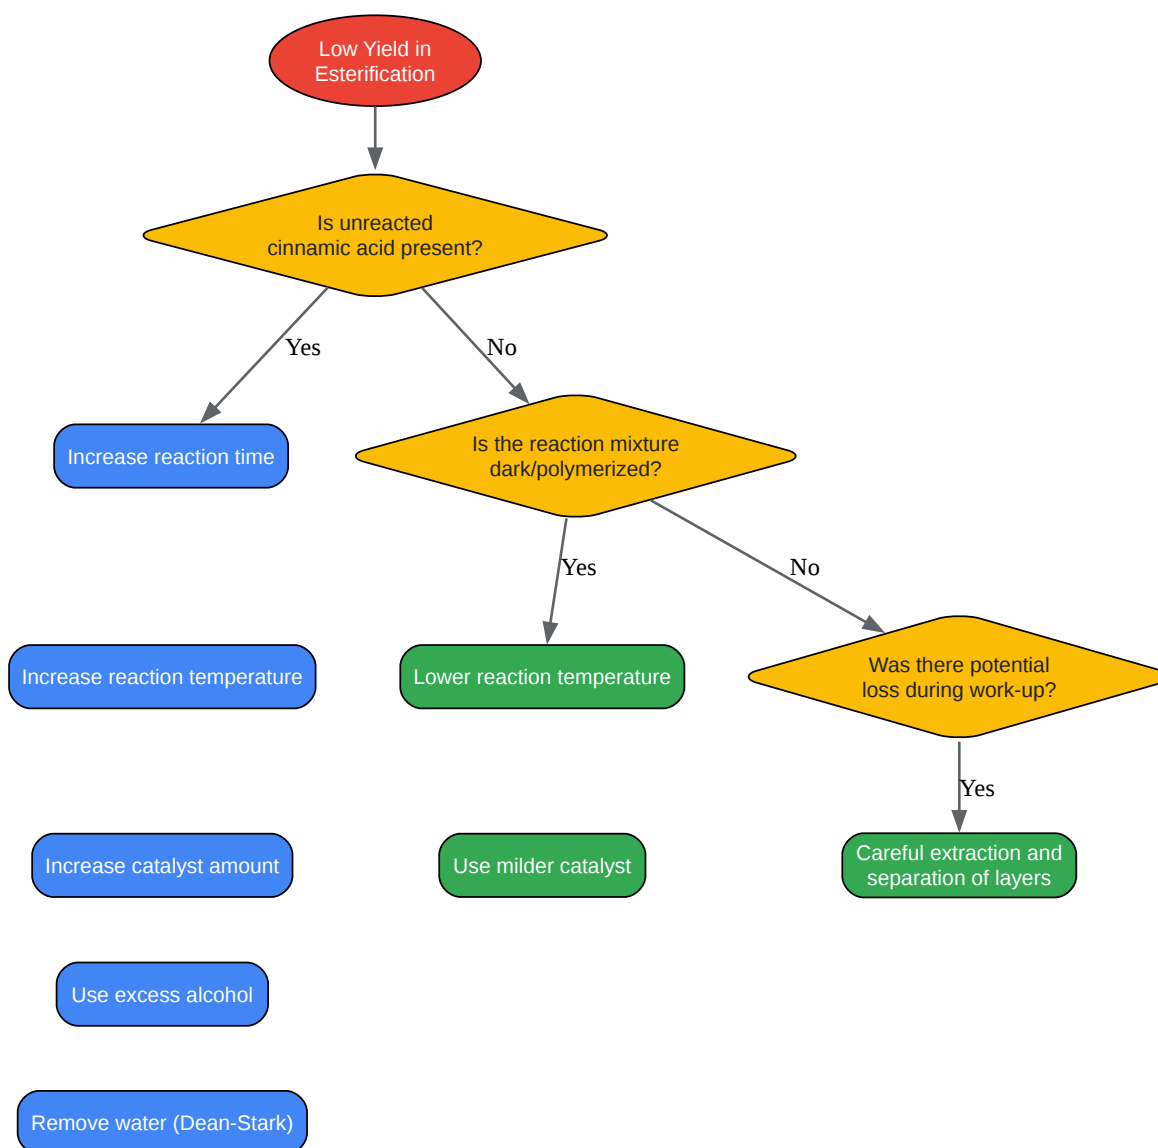 Low Yield in
Esterification
Is unreacted
cinnamic acid present?
Yes
No
Increase reaction time
Is the reaction mixture
dark/polymerized?
Yes
No
Increase reaction temperature
Lower reaction temperature
Was there potential
loss during work-up?
Yes
Increase catalyst amount
Use milder catalyst
Careful extraction and
separation of layers
Use excess alcohol
Remove water (Dean-Stark)